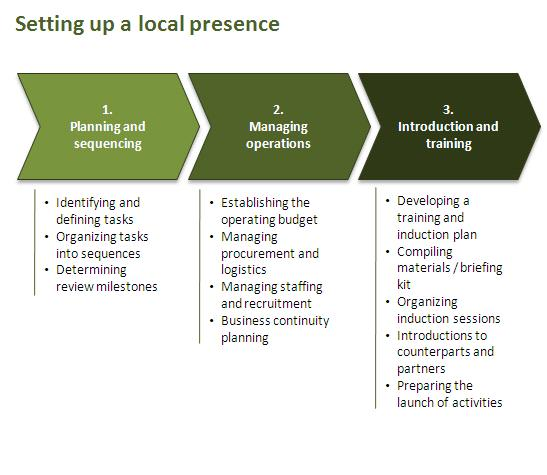 Setting up a local presence
1.
Planning and
sequencing
2.
Managing
operations
3.
Introduction and
training
• Identifying and
defining tasks
• Organizing tasks
into sequences
• Determining
review milestones
• Establishing the
operating budget
• Managing
procurement and
logistics
• Managing staffing
and recruitment
• Business continuity
planning
• Developing a
training and
induction plan
• Compiling
materials / briefing
kit
• Organizing
induction sessions
• Introductions to
counterparts and
partners
• Preparing the
launch of activities